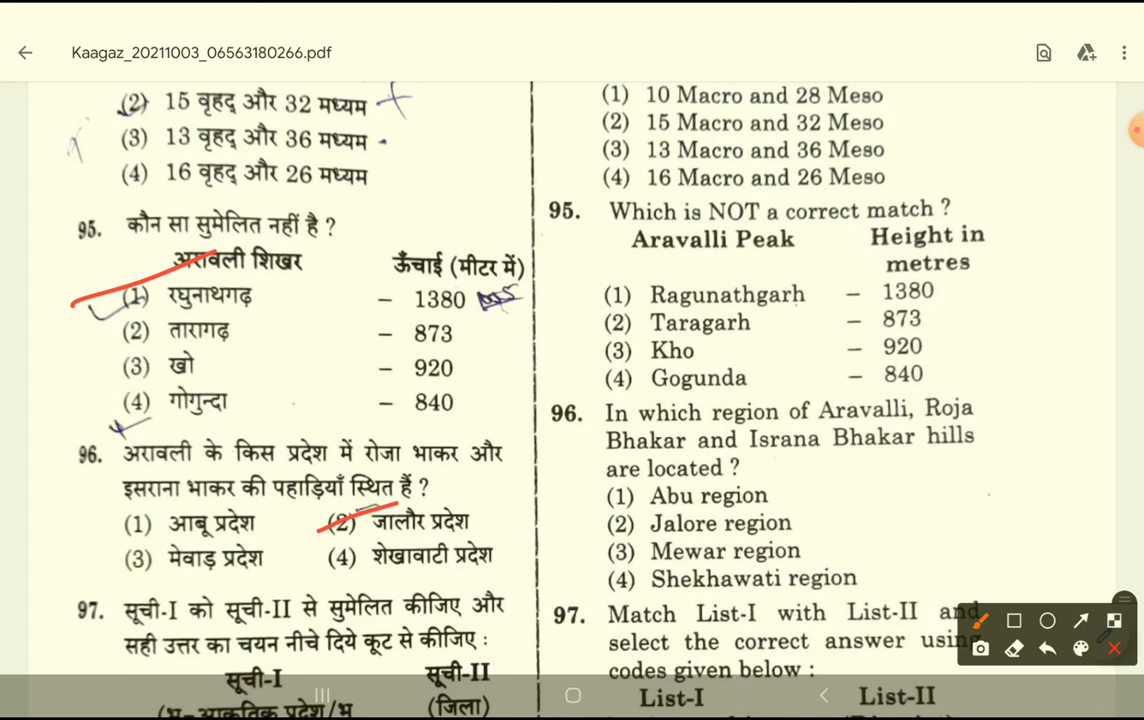 Kaagaz_20211003_06563180266.pdf
(2) 15 वृहद् और 32 मध्यम
(3) 13 वृहद् और 36 मध्यम
(4) 16 वृहद् और 26 मध्यम
95. कौन सा सुमेलित नहीं है ?
अरावली शिखर ऊँचाई (मीटर में)
(1) रघुनाथगढ़ – 1380
(2) तारागढ़ – 873
(3) खो – 920
(4) गोगुन्दा – 840
96. अरावली के किस प्रदेश में रोजा भाकर और
इसराना भाकर की पहाड़ियाँ स्थित हैं ?
(1) आबू प्रदेश (2) जालौर प्रदेश
(3) मेवाड़ प्रदेश (4) शेखावाटी प्रदेश
97. सूची-I को सूची-II से सुमेलित कीजिए और
सही उत्तर का चयन नीचे दिये कूट से कीजिए :
सूची-I सूची-II
(भू-आकृतिक प्रदेश/भू (जिला)
(1) 10 Macro and 28 Meso
(2) 15 Macro and 32 Meso
(3) 13 Macro and 36 Meso
(4) 16 Macro and 26 Meso
95. Which is NOT a correct match ?
Aravalli Peak Height in
metres
(1) Ragunathgarh – 1380
(2) Taragarh – 873
(3) Kho – 920
(4) Gogunda – 840
96. In which region of Aravalli, Roja
Bhakar and Israna Bhakar hills
are located ?
(1) Abu region
(2) Jalore region
(3) Mewar region
(4) Shekhawati region
97. Match List-I with List-II and
select the correct answer using
codes given below :
List-I List-II